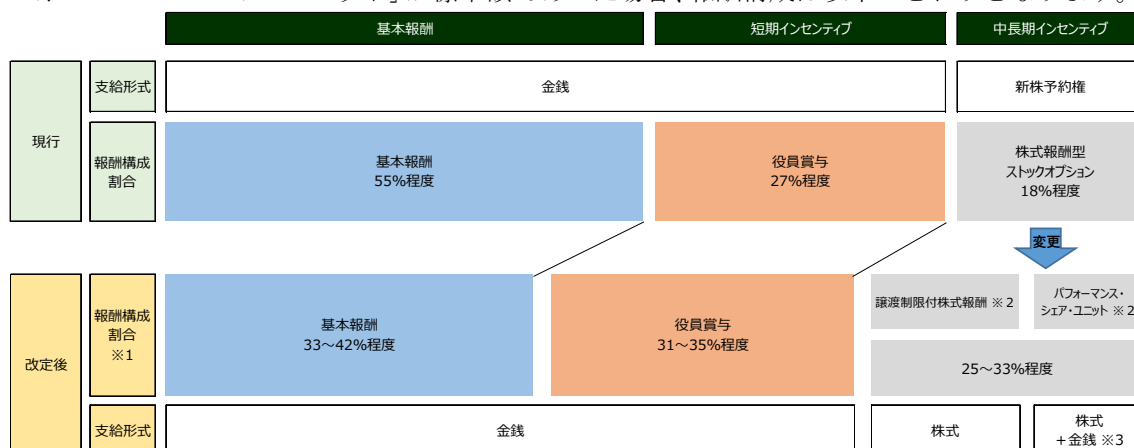 基本報酬
短期インセンティブ
中長期インセンティブ
現行
支給形式
金銭
新株予約権
報酬構成
割合
基本報酬
55%程度
役員賞与
27%程度
株式報酬型
ストックオプション
18%程度
変更
改定後
報酬構成
割合
※1
基本報酬
33～42%程度
役員賞与
31～35%程度
譲渡制限付株式報酬 ※2
パフォーマンス・
シェア・ユニット ※2
25～33%程度
支給形式
金銭
株式
株式
+金銭 ※3